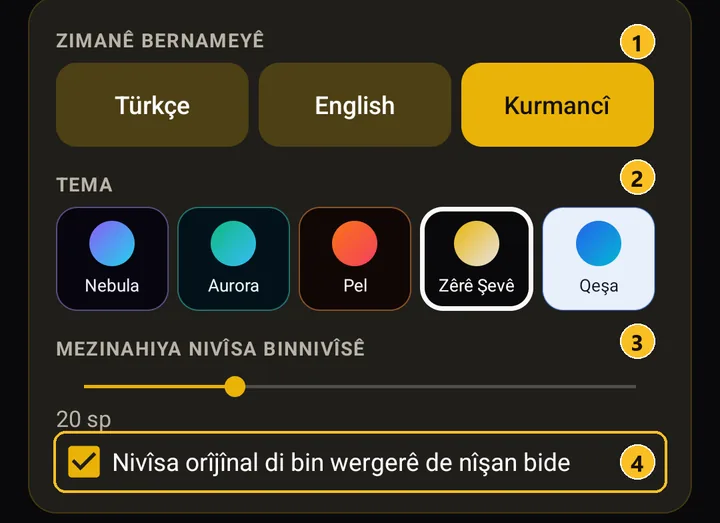 ZIMANÊ BERNAMEYÊ
1
Türkçe English Kurmancî
TEMA
2
Nebula Aurora Pel Zêrê Şevê Qeşa
MEZINAHIYA NIVÎSA BINNIVÎSÊ
3
20 sp
Nivîsa orîjînal di bin wergerê de nîşan bide
4